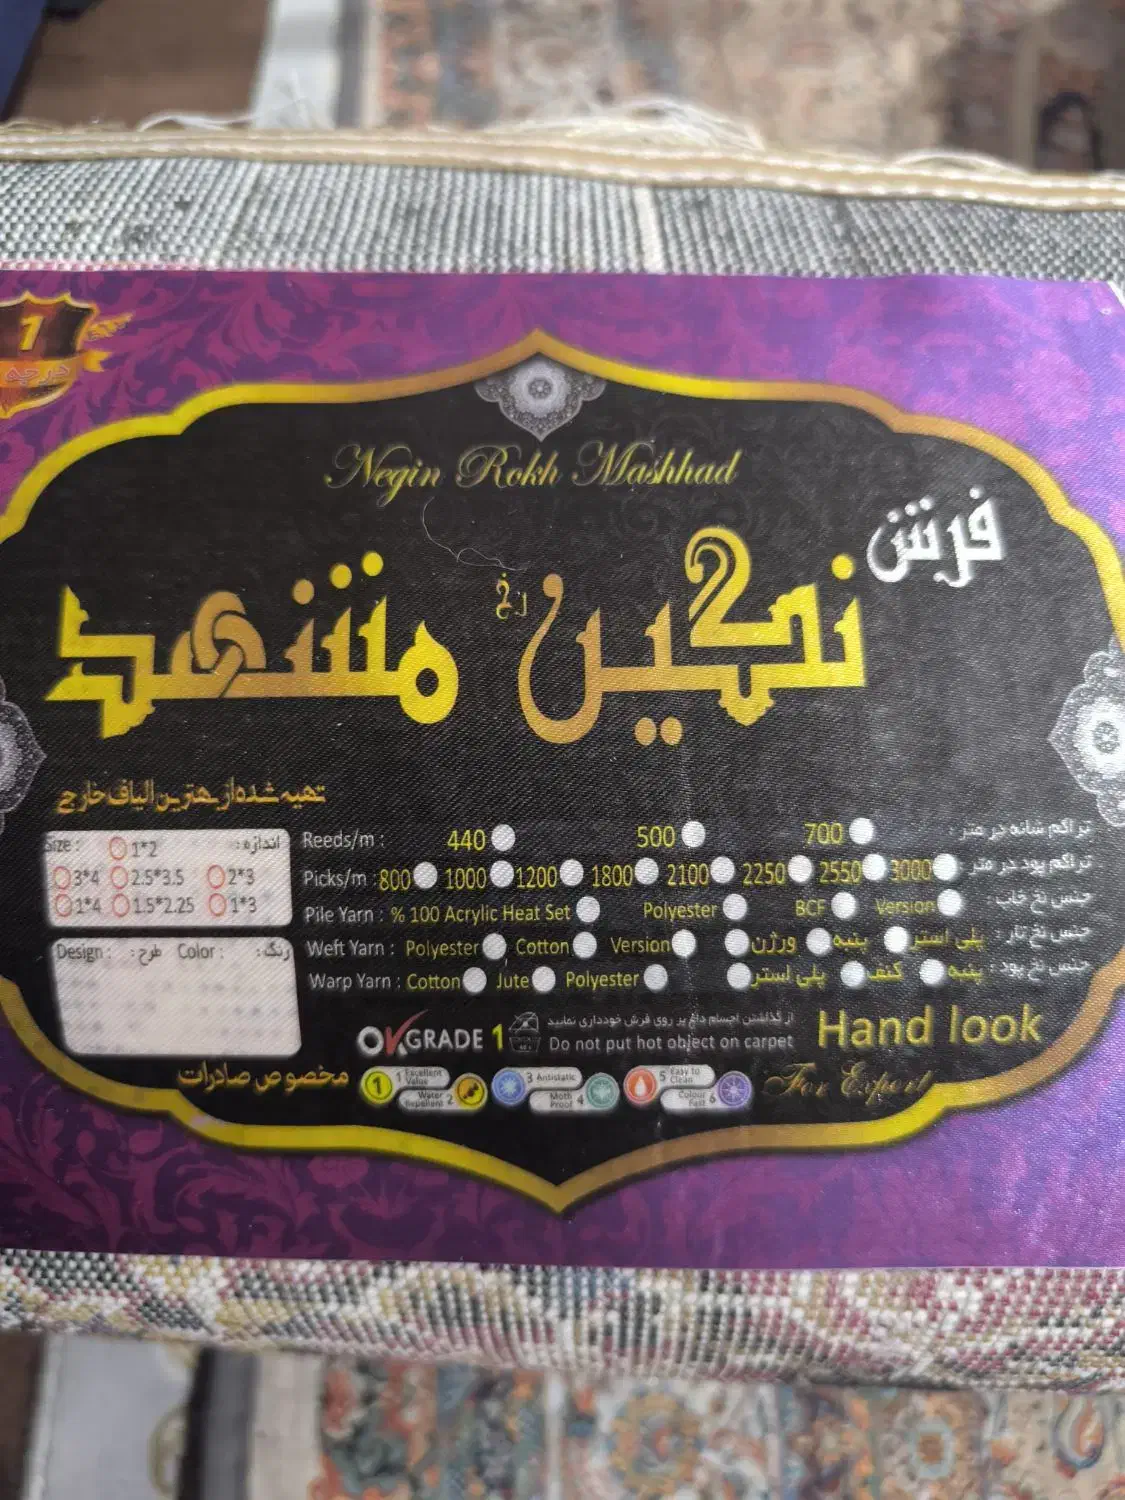 1
درجه
Negin Rokh Mashhad
فرش
نگین رخ مشهد
تهیه شده از بهترین الیاف خارج
Size : 1*2 اندازه :
3*4 2.5*3.5 2*3
1*4 1.5*2.25 1*3
Design : طرح : Color : رنگ :
Reeds/m : 440 500 700 تراکم شانه در متر :
Picks/m : 800 1000 1200 1800 2100 2250 2550 3000 تراکم پود در متر :
Pile Yarn : % 100 Acrylic Heat Set Polyester BCF Version جنس نخ خاب :
Weft Yarn : Polyester Cotton Version ورژن پنبه پلی استر جنس نخ تار :
Warp Yarn : Cotton Jute Polyester پلی استر کنف پنبه جنس نخ پود :
OK GRADE 1
از گذاشتن اجسام داغ بر روی فرش خودداری نمایید
Do not put hot object on carpet
Hand look
مخصوص صادرات
1 1 Excellent Value
Water Repellent 2
3 Antistatic
Moth Proof 4
5 Easy to Clean
Colour Fast 6
For Export